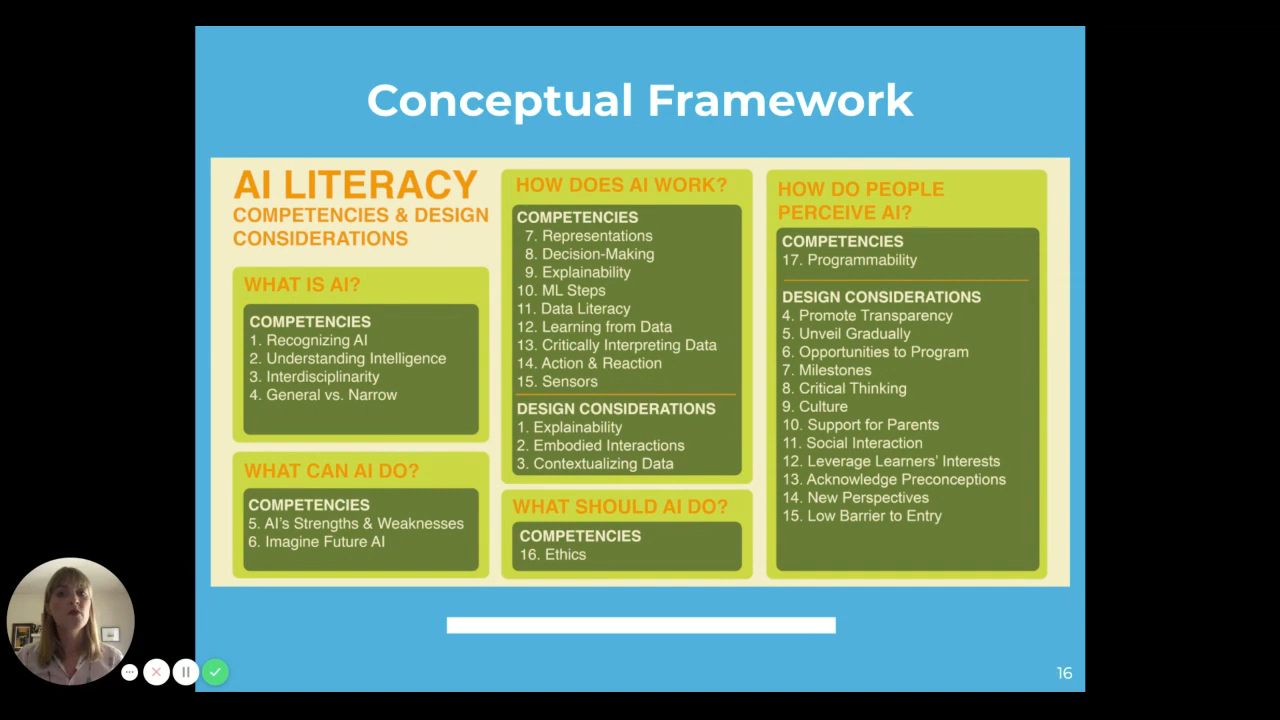 Conceptual Framework
AI LITERACY
COMPETENCIES & DESIGN
CONSIDERATIONS
WHAT IS AI?
COMPETENCIES
1. Recognizing AI
2. Understanding Intelligence
3. Interdisciplinarity
4. General vs. Narrow
WHAT CAN AI DO?
COMPETENCIES
5. AI's Strengths & Weaknesses
6. Imagine Future AI
HOW DOES AI WORK?
COMPETENCIES
7. Representations
8. Decision-Making
9. Explainability
10. ML Steps
11. Data Literacy
12. Learning from Data
13. Critically Interpreting Data
14. Action & Reaction
15. Sensors
DESIGN CONSIDERATIONS
1. Explainability
2. Embodied Interactions
3. Contextualizing Data
WHAT SHOULD AI DO?
COMPETENCIES
16. Ethics
HOW DO PEOPLE
PERCEIVE AI?
COMPETENCIES
17. Programmability
DESIGN CONSIDERATIONS
4. Promote Transparency
5. Unveil Gradually
6. Opportunities to Program
7. Milestones
8. Critical Thinking
9. Culture
10. Support for Parents
11. Social Interaction
12. Leverage Learners' Interests
13. Acknowledge Preconceptions
14. New Perspectives
15. Low Barrier to Entry
16